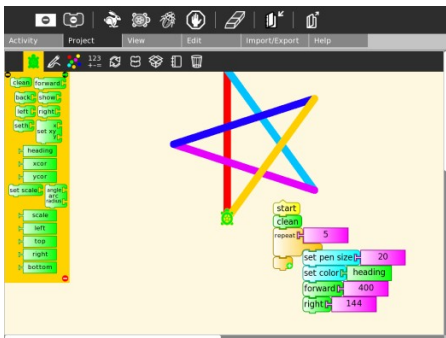 Activity Project View Edit Import/Export Help
123
+-=
clean forward
back show
left right
seth set xy x y
heading
xcor
ycor
set scale angle arc radius
scale
left
top
right
bottom
start
clean
repeat 5
set pen size 20
set color heading
forward 400
right 144